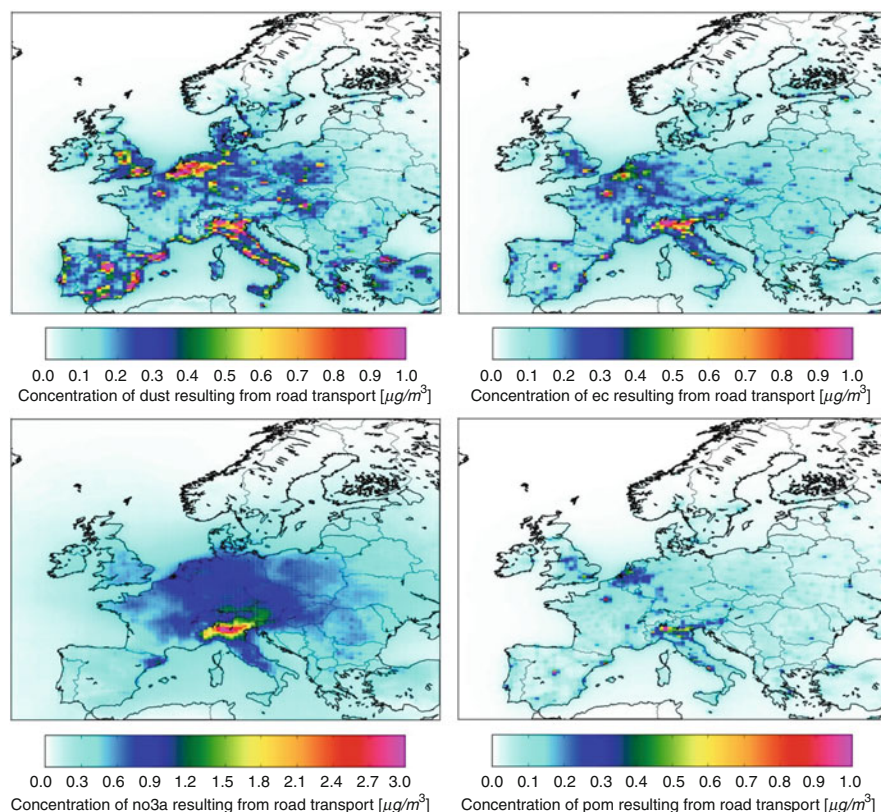 0.0 0.1 0.2 0.3 0.4 0.5 0.6 0.7 0.8 0.9 1.0
Concentration of dust resulting from road transport [μg/m³]
0.0 0.1 0.2 0.3 0.4 0.5 0.6 0.7 0.8 0.9 1.0
Concentration of ec resulting from road transport [μg/m³]
0.0 0.3 0.6 0.9 1.2 1.5 1.8 2.1 2.4 2.7 3.0
Concentration of no3a resulting from road transport [μg/m³]
0.0 0.1 0.2 0.3 0.4 0.5 0.6 0.7 0.8 0.9 1.0
Concentration of pom resulting from road transport [μg/m³]